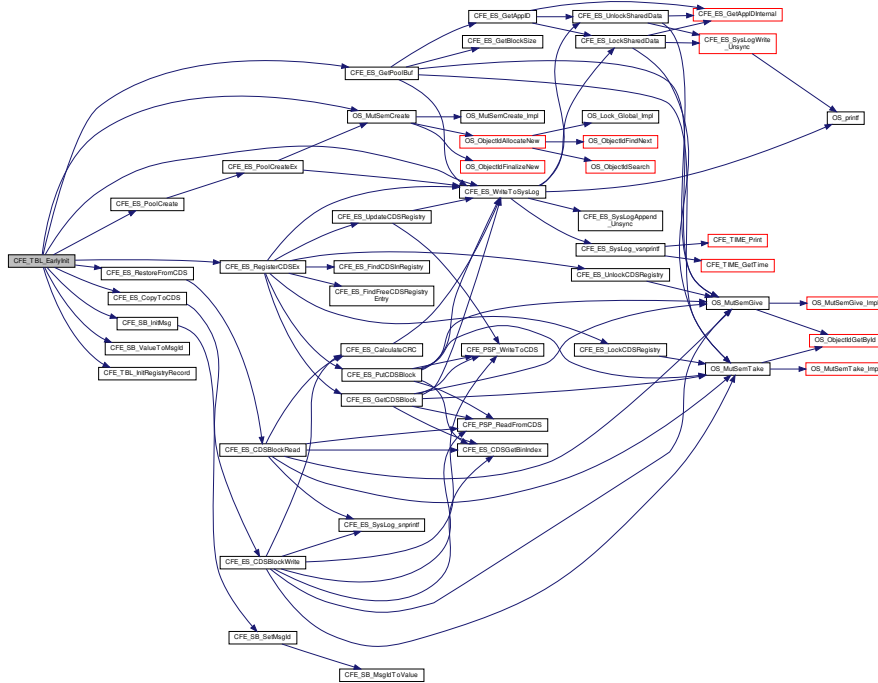 CFE_ES_GetAppID
CFE_ES_UnlockSharedData
CFE_ES_GetAppIDInternal
CFE_ES_GetBlockSize
CFE_ES_LockSharedData
CFE_ES_SysLogWrite
_Unsync
CFE_ES_GetPoolBuf
OS_MutSemCreate
OS_MutSemCreate_Impl
OS_Lock_Global_Impl
OS_printf
OS_ObjectIdAllocateNew
OS_ObjectIdFindNext
CFE_ES_PoolCreateEx
OS_ObjectIdFinalizeNew
OS_ObjectIdSearch
CFE_ES_WriteToSysLog
CFE_ES_PoolCreate
CFE_ES_UpdateCDSRegistry
CFE_ES_SysLogAppend
_Unsync
CFE_TIME_Print
CFE_ES_SysLog_vsnprintf
CFE_TBL_EarlyInit
CFE_ES_RestoreFromCDS
CFE_ES_RegisterCDSEx
CFE_ES_FindCDSInRegistry
CFE_TIME_GetTime
CFE_ES_UnlockCDSRegistry
CFE_ES_CopyToCDS
CFE_ES_FindFreeCDSRegistry
Entry
OS_MutSemGive
OS_MutSemGive_Impl
CFE_SB_InitMsg
CFE_SB_ValueToMsgId
CFE_ES_CalculateCRC
CFE_PSP_WriteToCDS
CFE_ES_LockCDSRegistry
OS_ObjectIdGetById
CFE_TBL_InitRegistryRecord
CFE_ES_PutCDSBlock
OS_MutSemTake
OS_MutSemTake_Impl
CFE_ES_GetCDSBlock
CFE_PSP_ReadFromCDS
CFE_ES_CDSBlockRead
CFE_ES_CDSGetBinIndex
CFE_ES_SysLog_snprintf
CFE_ES_CDSBlockWrite
CFE_SB_SetMsgId
CFE_SB_MsgIdToValue